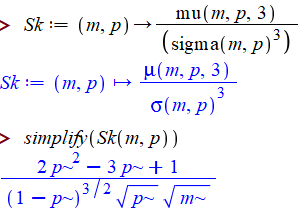 > Sk := (m, p) → mu(m, p, 3) / (sigma(m, p)^3)
Sk := (m, p) ↦ μ(m, p, 3) / σ(m, p)^3
> simplify(Sk(m, p))
(2 p~^2 − 3 p~ + 1) / ((1 − p~)^(3/2) √p~ √m~)